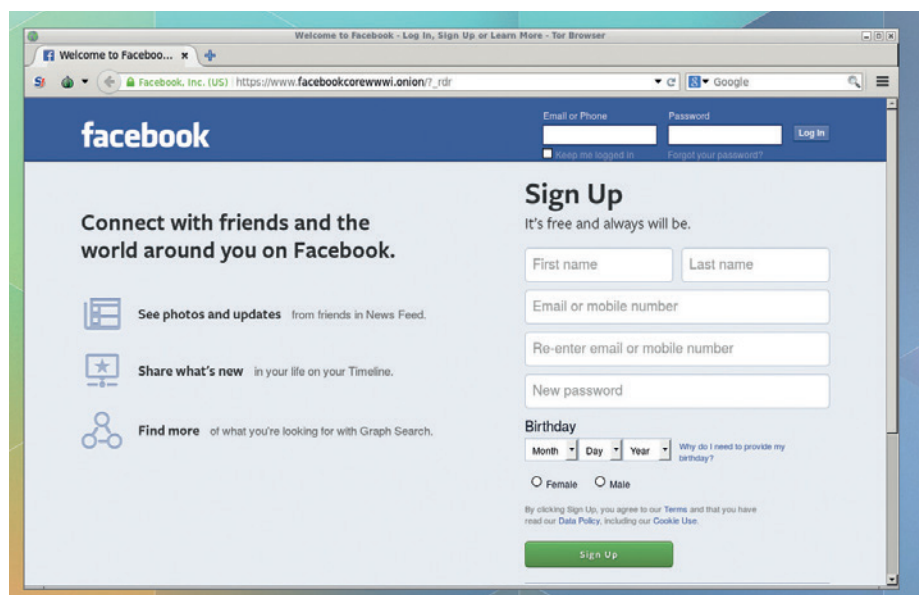 Welcome to Facebook - Log In, Sign Up or Learn More - Tor Browser
Welcome to Faceboo... ×
Facebook, Inc. (US) https://www.facebookcorewwwi.onion/?_rdr
Google
facebook
Email or Phone
Password
Log In
Keep me logged in
Forgot your password?
Connect with friends and the
world around you on Facebook.
See photos and updates from friends in News Feed.
Share what's new in your life on your Timeline.
Find more of what you're looking for with Graph Search.
Sign Up
It's free and always will be.
First name
Last name
Email or mobile number
Re-enter email or mobile number
New password
Birthday
Month Day Year
Why do I need to provide my
birthday?
Female Male
By clicking Sign Up, you agree to our Terms and that you have
read our Data Policy, including our Cookie Use.
Sign Up